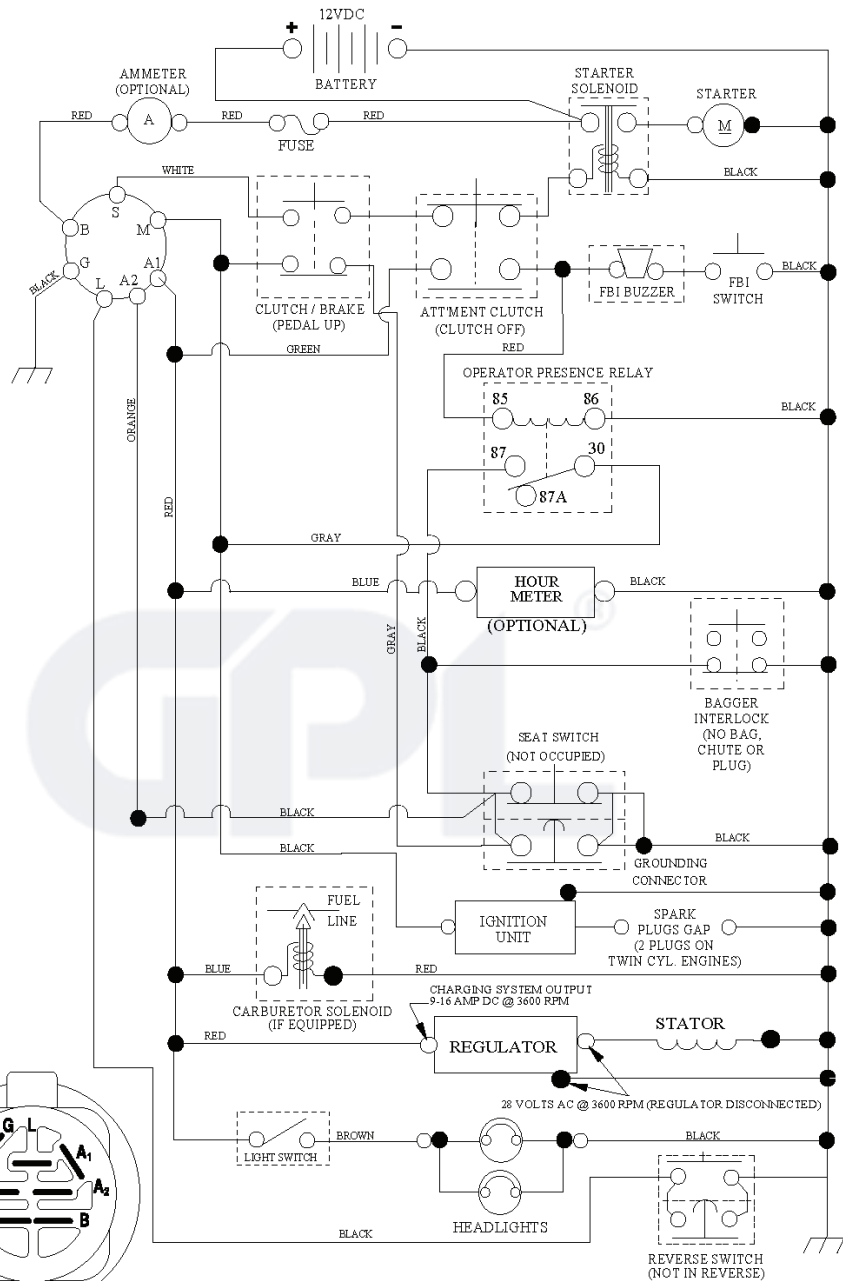 12VDC
+
-
BATTERY
AMMETER
(OPTIONAL)
STARTER
SOLENOID
STARTER
RED
A
RED
RED
M
FUSE
WHITE
BLACK
S
B
M
G
A1
A2
L
BLACK
FBI BUZZER
FBI
SWITCH
BLACK
CLUTCH / BRAKE
(PEDAL UP)
ATT'MENT CLUTCH
(CLUTCH OFF)
GREEN
RED
OPERATOR PRESENCE RELAY
85
86
BLACK
ORANGE
87
30
87A
RED
GRAY
BLUE
HOUR
METER
(OPTIONAL)
BLACK
GPL
®
GRAY
BLACK
BAGGER
INTERLOCK
(NO BAG,
CHUTE OR
PLUG)
SEAT SWITCH
(NOT OCCUPIED)
BLACK
BLACK
BLACK
GROUNDING
CONNECTOR
FUEL
LINE
IGNITION
UNIT
SPARK
PLUGS GAP
(2 PLUGS ON
TWIN CYL. ENGINES)
BLUE
RED
CARBURETOR SOLENOID
(IF EQUIPPED)
CHARGING SYSTEM OUTPUT
9-16 AMP DC @ 3600 RPM
RED
REGULATOR
STATOR
28 VOLTS AC @ 3600 RPM (REGULATOR DISCONNECTED)
G
L
A1
A2
B
LIGHT SWITCH
BROWN
BLACK
HEADLIGHTS
BLACK
REVERSE SWITCH
(NOT IN REVERSE)